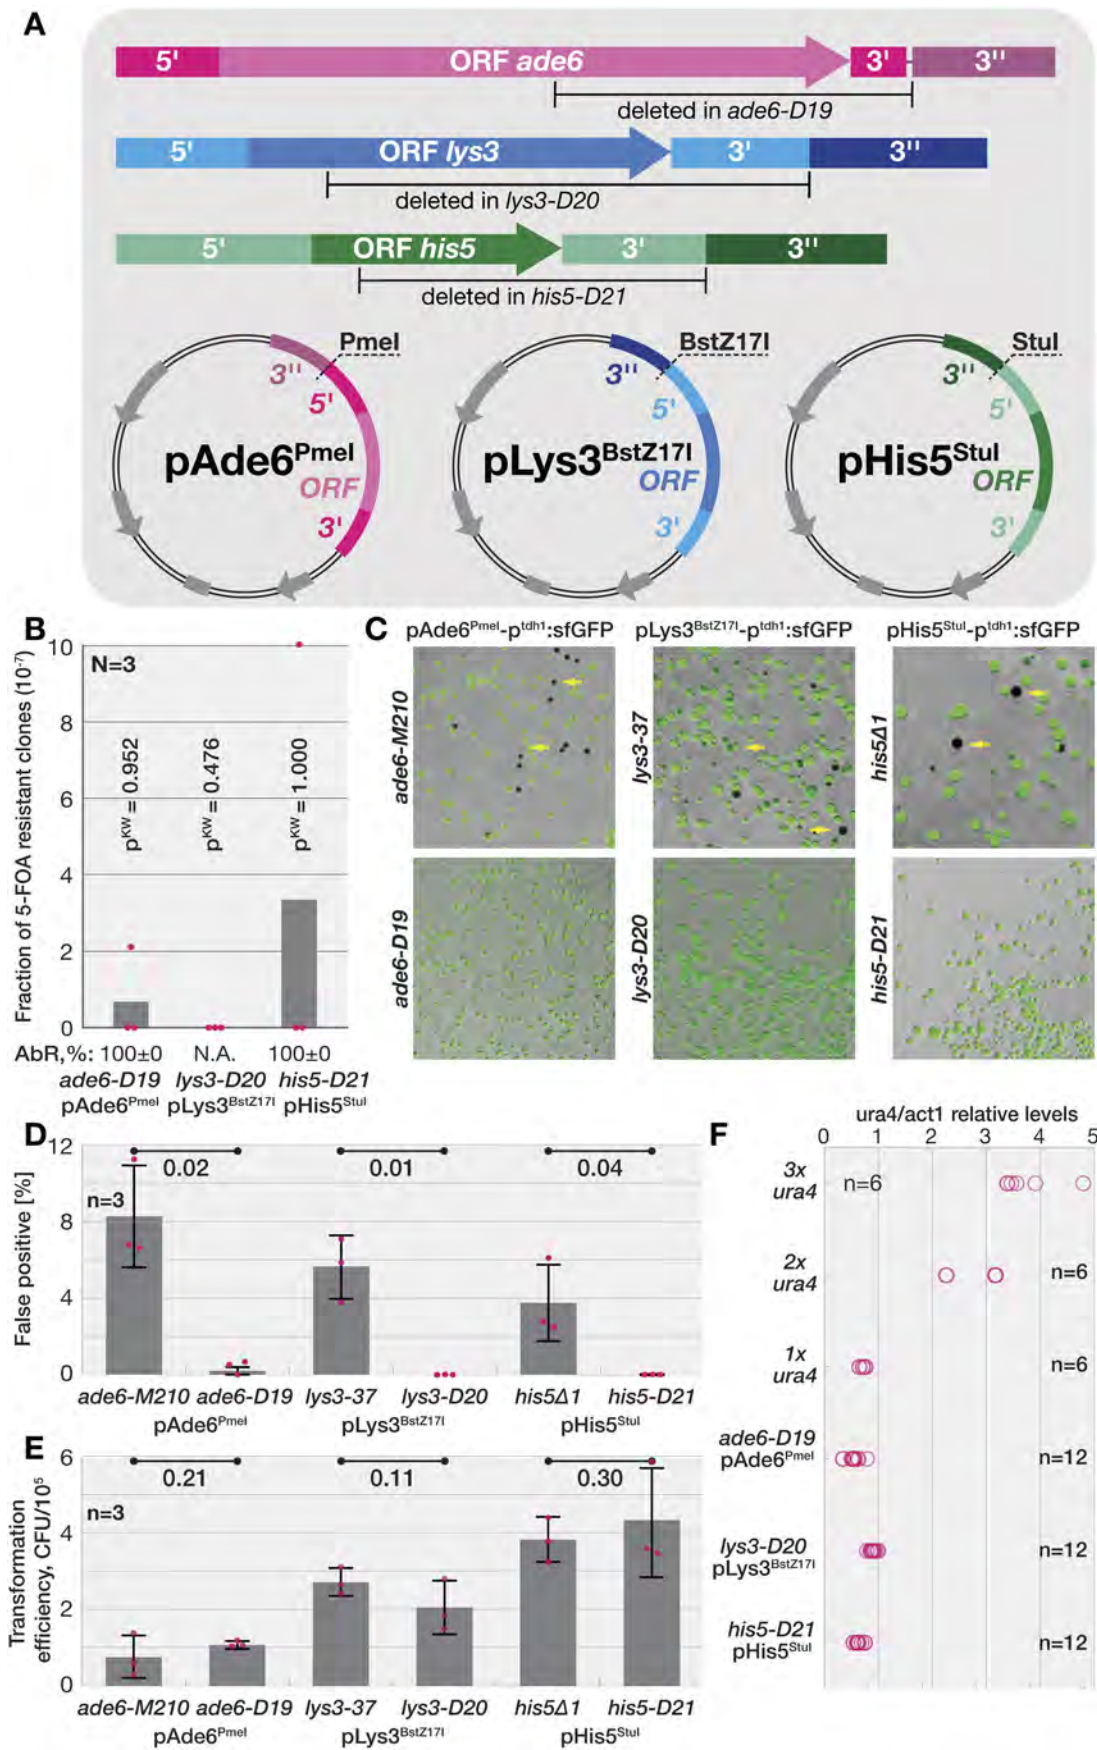 A
5' ORF ade6 3' 3''
deleted in ade6-D19
5' ORF lys3 3' 3''
deleted in lys3-D20
5' ORF his5 3' 3''
deleted in his5-D21
PmeI
3''
5'
pAde6PmeI
ORF
3'
BstZ17I
3''
5'
pLys3BstZ17I
ORF
3'
StuI
3''
5'
pHis5StuI
ORF
3'
B
Fraction of 5-FOA resistant clones (10-7)
10
8
6
4
2
0
N=3
pKW = 0.952
pKW = 0.476
pKW = 1.000
AbR,%: 100±0 N.A. 100±0
ade6-D19 lys3-D20 his5-D21
pAde6PmeI pLys3BstZ17I pHis5StuI
C
pAde6PmeI-ptdh1:sfGFP pLys3BstZ17I-ptdh1:sfGFP pHis5StuI-ptdh1:sfGFP
ade6-M210
lys3-37
his5Δ1
ade6-D19
lys3-D20
his5-D21
D
False positive [%]
12
8
4
0
n=3
0.02 0.01 0.04
ade6-M210 ade6-D19 lys3-37 lys3-D20 his5Δ1 his5-D21
pAde6PmeI pLys3BstZ17I pHis5StuI
E
Transformation
efficiency, CFU/105
6
4
2
0
n=3
0.21 0.11 0.30
ade6-M210 ade6-D19 lys3-37 lys3-D20 his5Δ1 his5-D21
pAde6PmeI pLys3BstZ17I pHis5StuI
F
ura4/act1 relative levels
0 1 2 3 4 5
3x
ura4
n=6
2x
ura4
n=6
1x
ura4
n=6
ade6-D19
pAde6PmeI
n=12
lys3-D20
pLys3BstZ17I
n=12
his5-D21
pHis5StuI
n=12